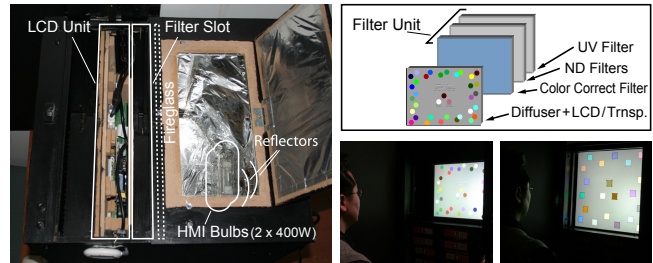 LCD Unit
Filter Slot
Fireglass
Reflectors
HMI Bulbs (2 x 400W)
Filter Unit
UV Filter
ND Filters
Color Correct Filter
Diffuser+LCD/Trnsp.